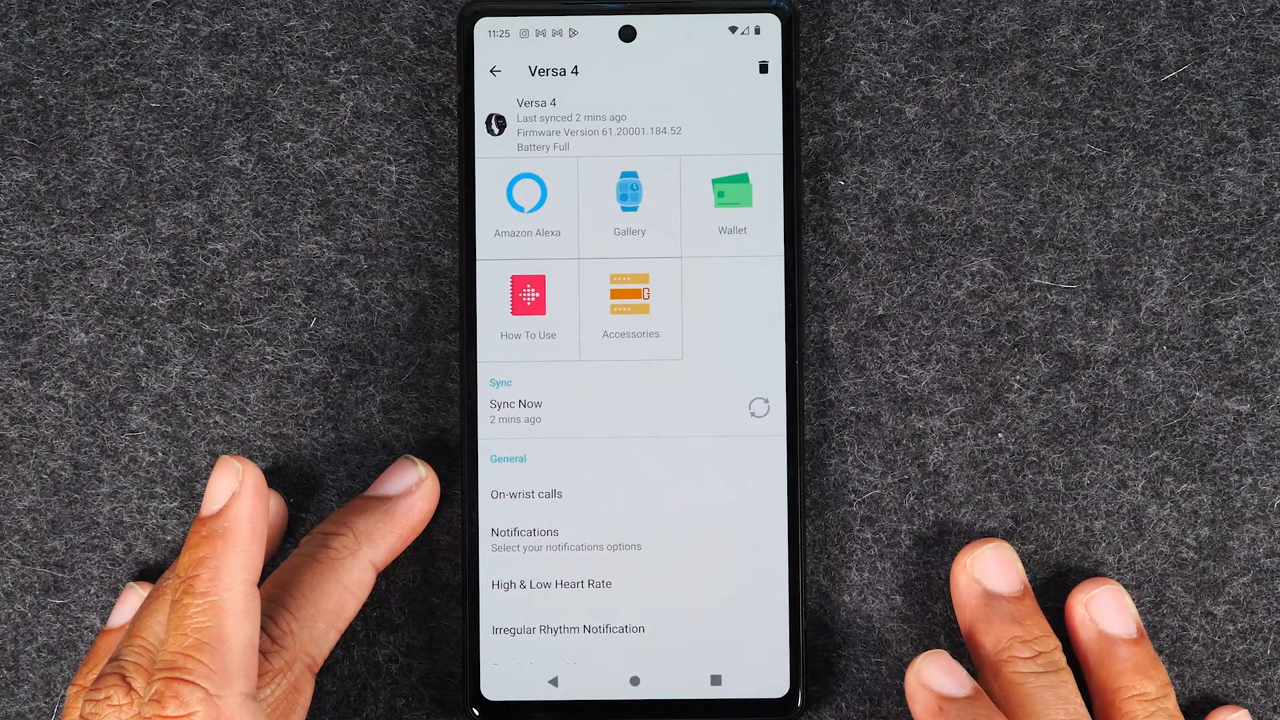 11:25
Versa 4
Versa 4
Last synced 2 mins ago
Firmware Version 61.20001.184.52
Battery Full
Amazon Alexa
Gallery
Wallet
How To Use
Accessories
Sync
Sync Now
2 mins ago
General
On-wrist calls
Notifications
Select your notifications options
High & Low Heart Rate
Irregular Rhythm Notification